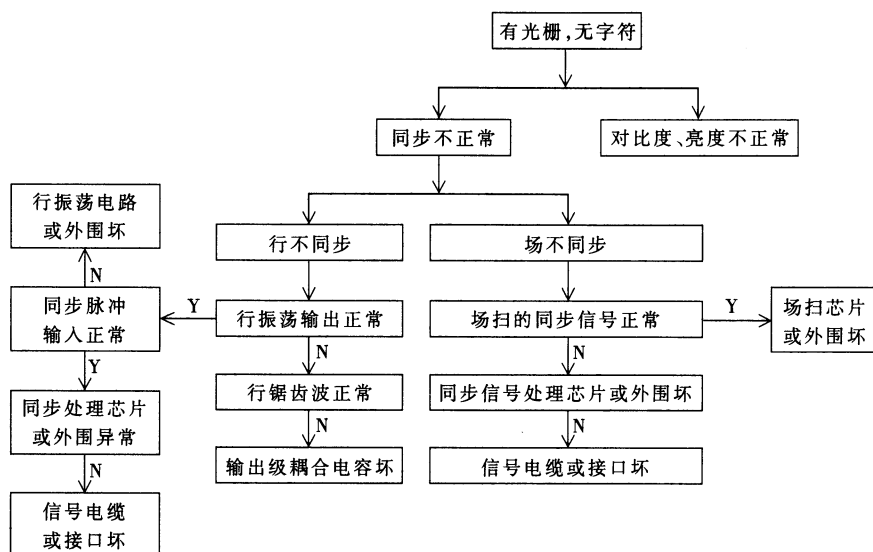 有光栅,无字符
同步不正常
对比度、亮度不正常
行振荡电路
或外围坏
行不同步
场不同步
N
同步脉冲
输入正常
Y
行振荡输出正常
场扫的同步信号正常
Y
场扫芯片
或外围坏
Y
N
N
同步处理芯片
或外围异常
行锯齿波正常
同步信号处理芯片或外围坏
N
N
N
输出级耦合电容坏
信号电缆或接口坏
信号电缆
或接口坏